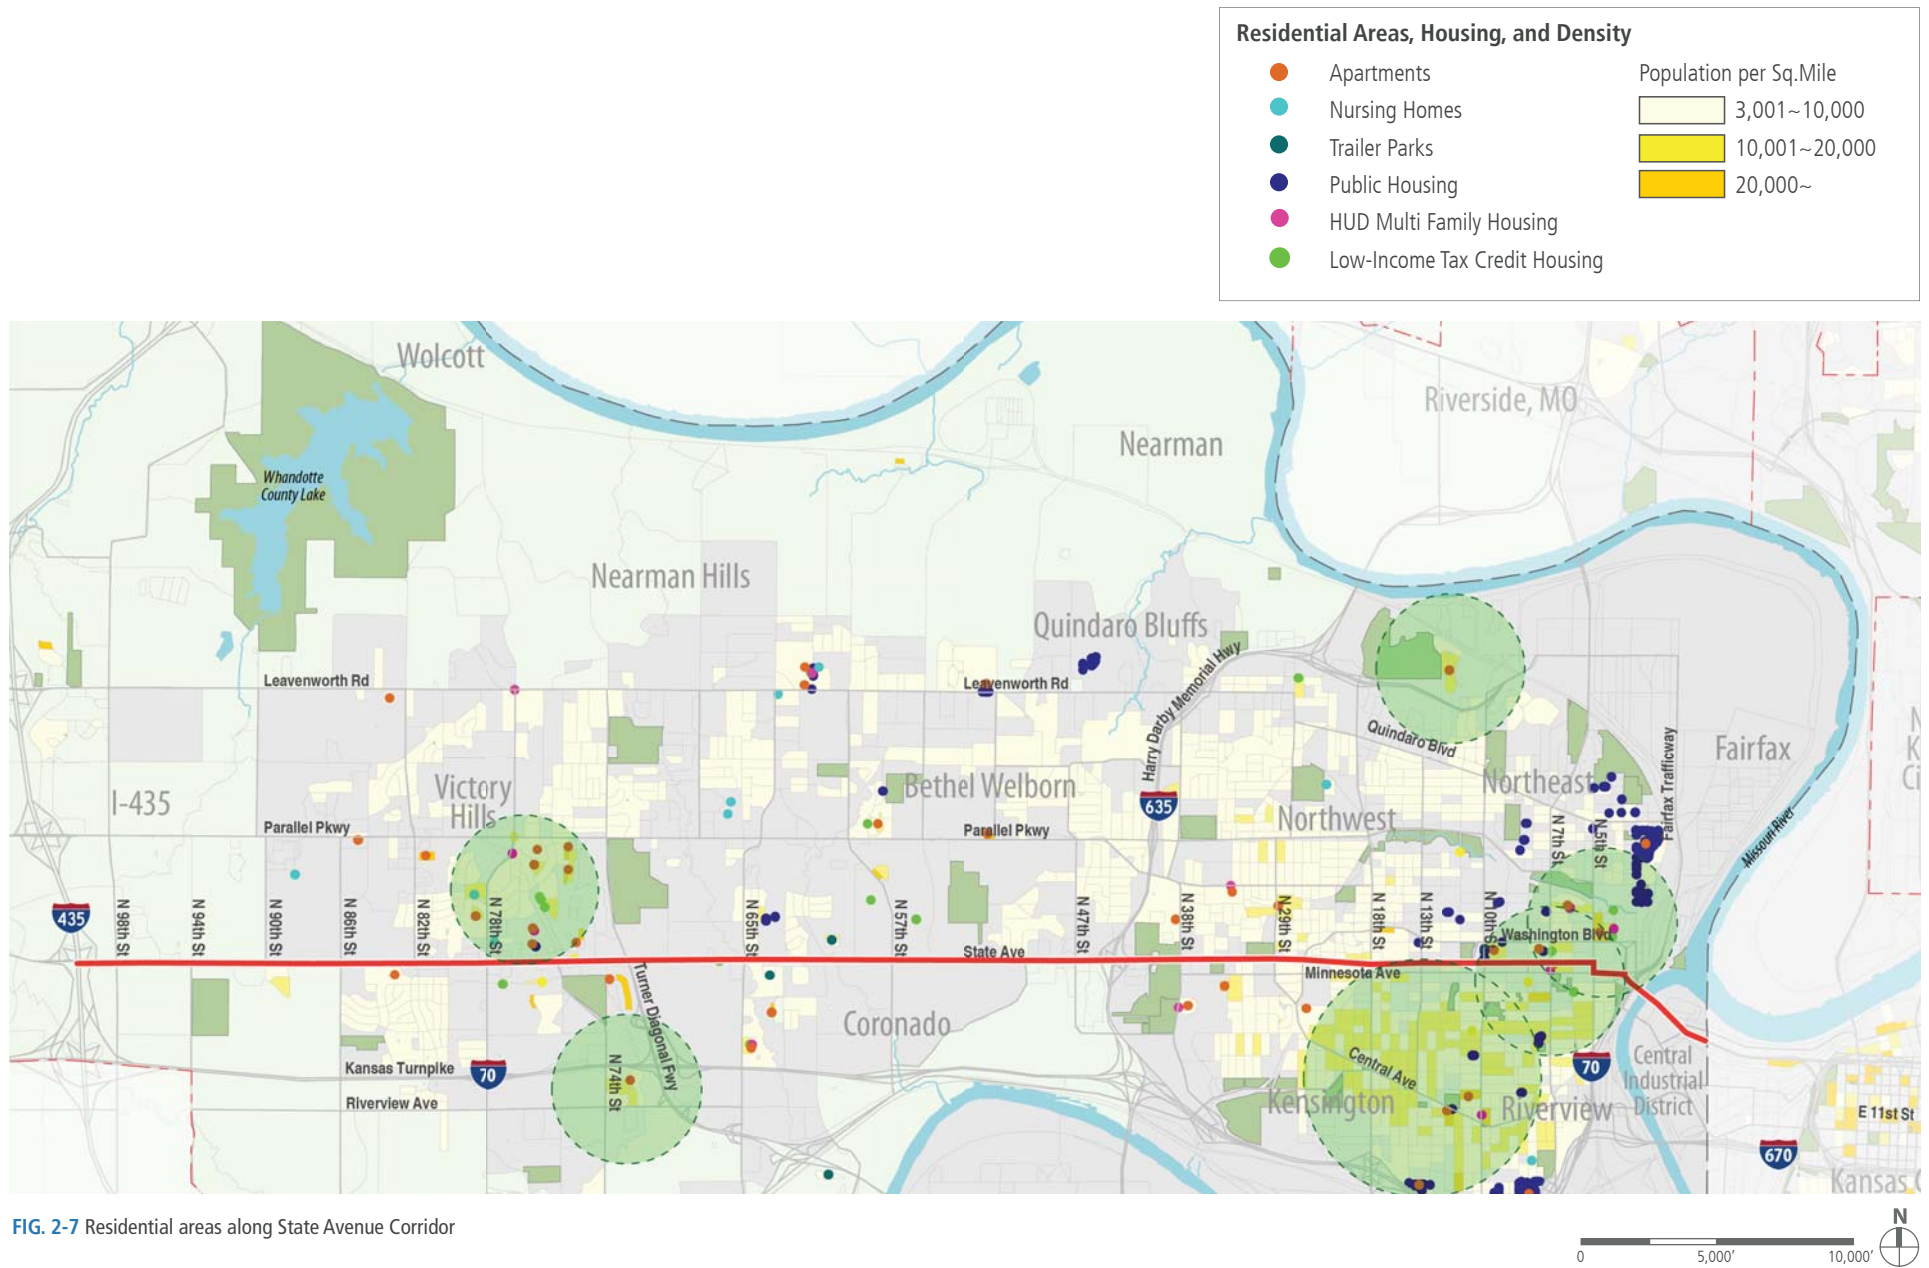 Residential Areas, Housing, and Density
Apartments
Nursing Homes
Trailer Parks
Public Housing
HUD Multi Family Housing
Low-Income Tax Credit Housing
Population per Sq.Mile
3,001~10,000
10,001~20,000
20,000~
Wolcott
Riverside, MO
Nearman
Whandotte
County Lake
Nearman Hills
Quindaro Bluffs
Leavenworth Rd
Leavenworth Rd
Harry Darby Memorial Hwy
Quindaro Blvd
Fairfax Trafficway
Fairfax
N
K
Ci
I-435
Victory
Hills
Bethel Welborn
635
Northeast
Northwest
Parallel Pkwy
Parallel Pkwy
N 7th St
N 5th St
Missouri River
435
N 98th St
N 94th St
N 90th St
N 86th St
N 82th St
N 78th St
N 65th St
N 57th St
N 47th St
N 38th St
N 29th St
N 18th St
N 13th St
N 10th S
Washington Blvd
State Ave
Minnesota Ave
Turner Diagonal Fwy
Coronado
Kansas Turnpike
70
N 74th St
Central Ave
70
Central
Industrial
District
Riverview Ave
Kensington
Riverview
E 11st St
670
Kansas C
FIG. 2-7 Residential areas along State Avenue Corridor
N
0
5,000’
10,000’